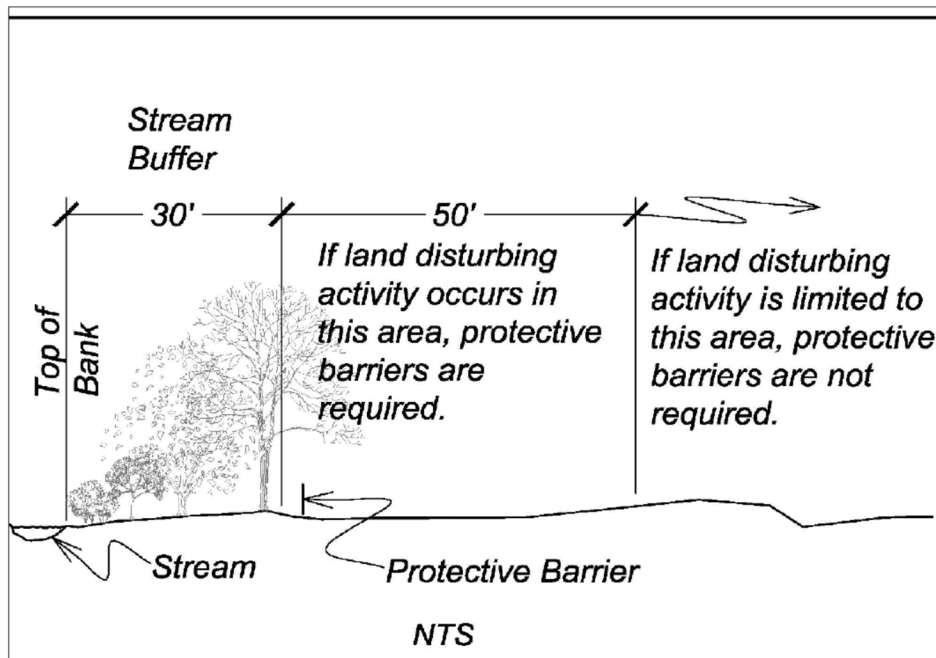 Stream
Buffer
30'
50'
Top of
Bank
If land disturbing
activity occurs in
this area, protective
barriers are
required.
If land disturbing
activity is limited to
this area, protective
barriers are not
required.
Stream
Protective Barrier
NTS